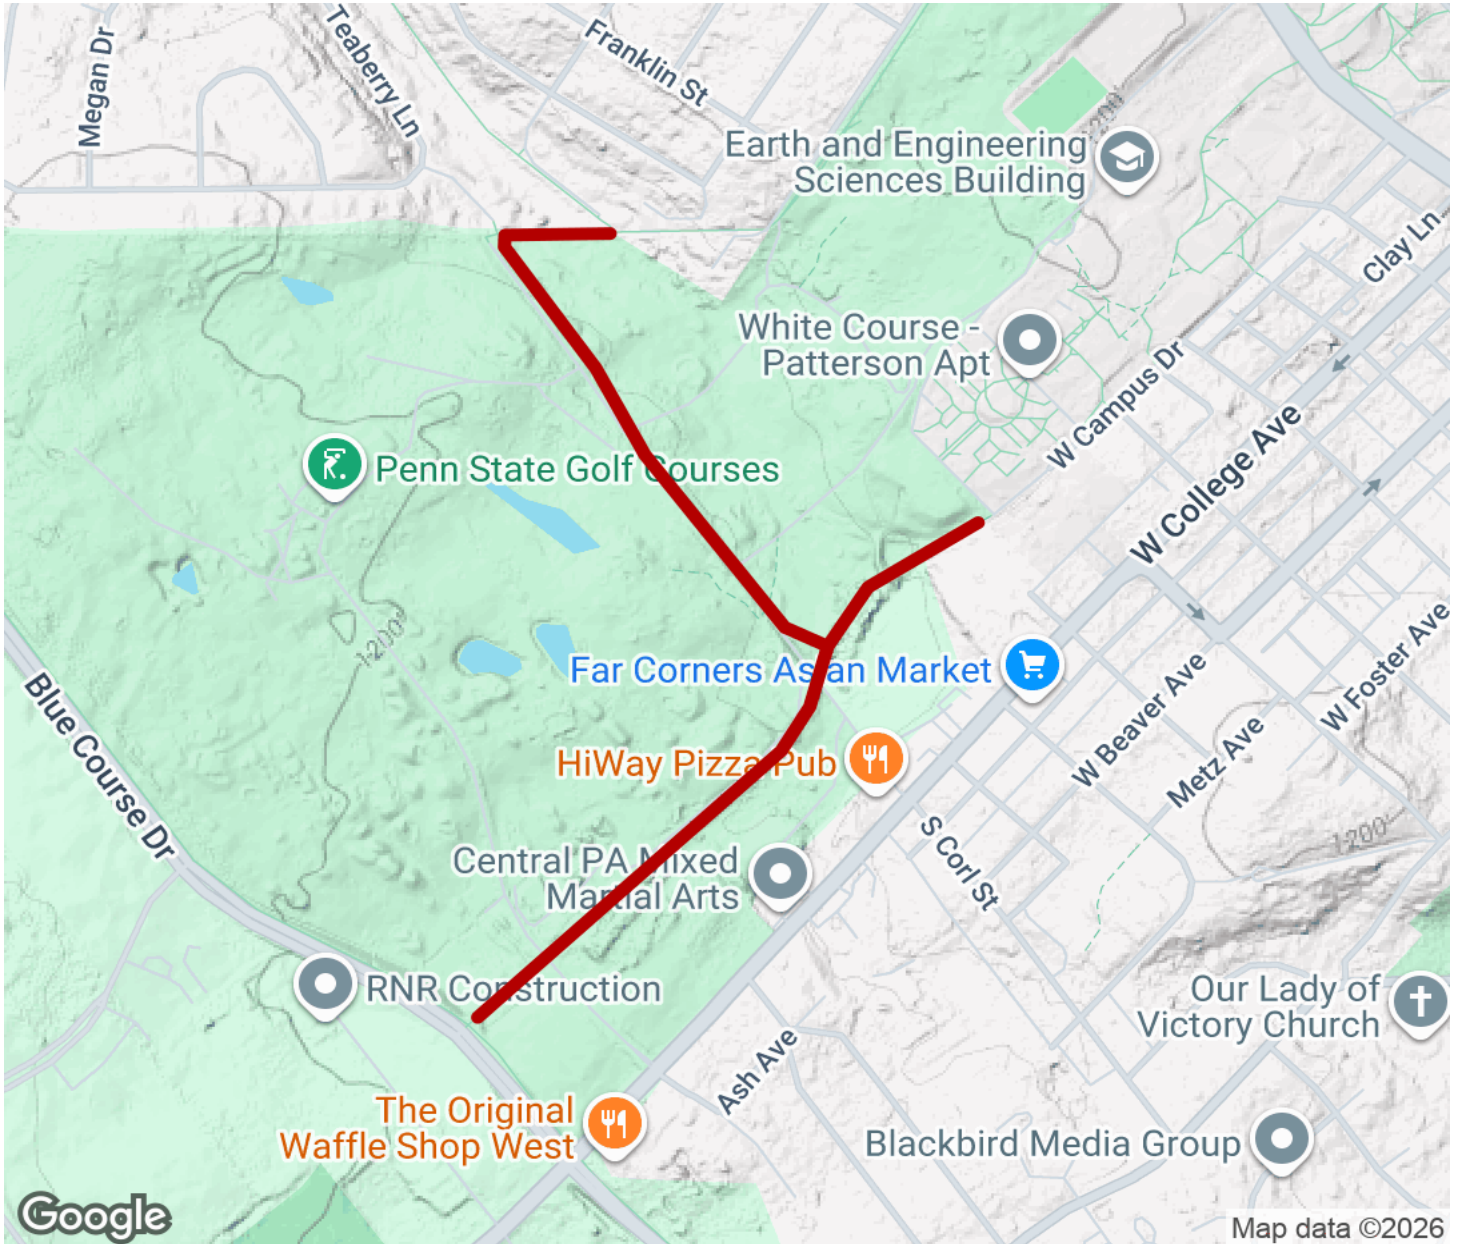 Megan Dr
Teaberry Ln
Franklin St
Earth and Engineering
Sciences Building
1200'
Clay Ln
White Course -
Patterson Apt
W Campus Dr
W College Ave
Penn State Golf Courses
1200'
Far Corners Asian Market
W Beaver Ave
W Foster Ave
Metz Ave
Blue Course Dr
HiWay Pizza Pub
1200'
S Corl St
Central PA Mixed
Martial Arts
RNR Construction
Our Lady of
Victory Church
Ash Ave
The Original
Waffle Shop West
Blackbird Media Group
Google
Map data ©2026